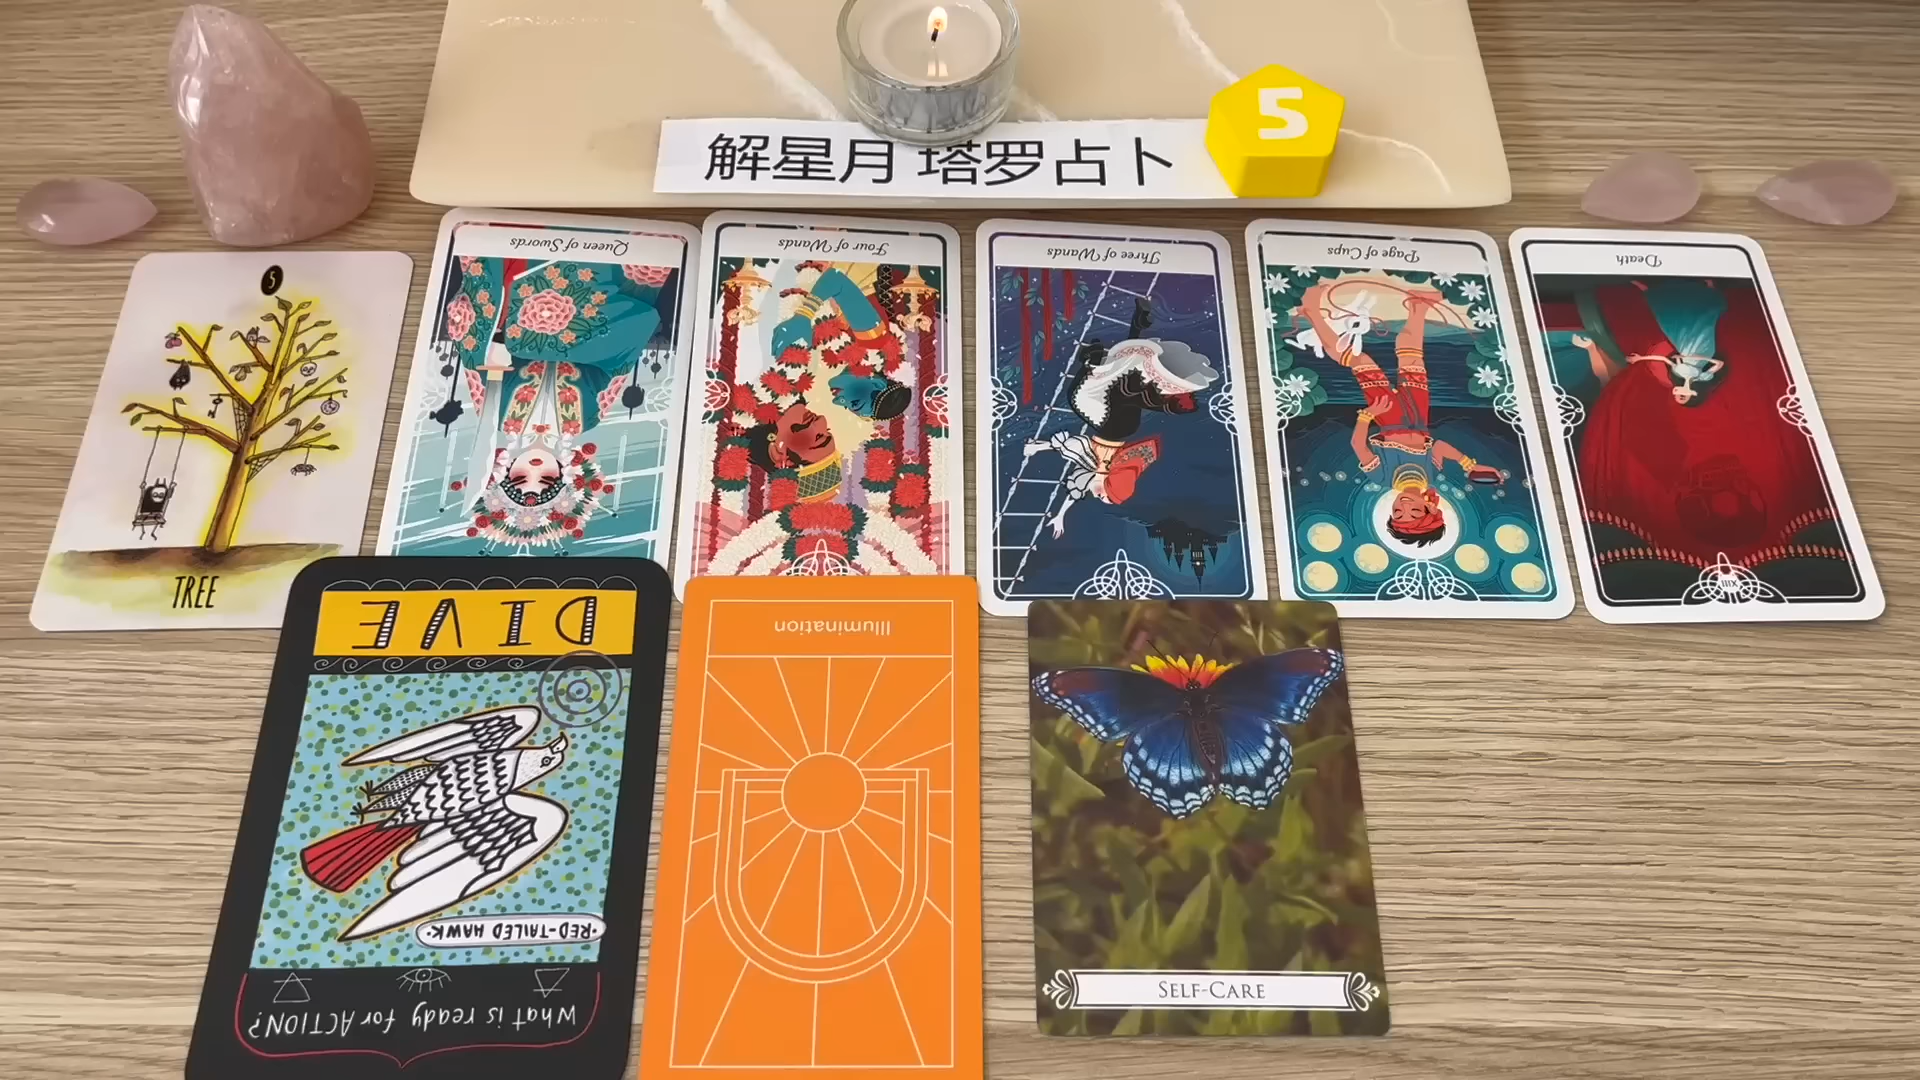 5
解星月 塔罗占卜
Queen of Swords
Four of Wands
Three of Wands
Page of Cups
Death
5
TREE
XIII
DIVE
•RED-TAILED HAWK•
What is ready for ACTION?
Illumination
SELF-CARE